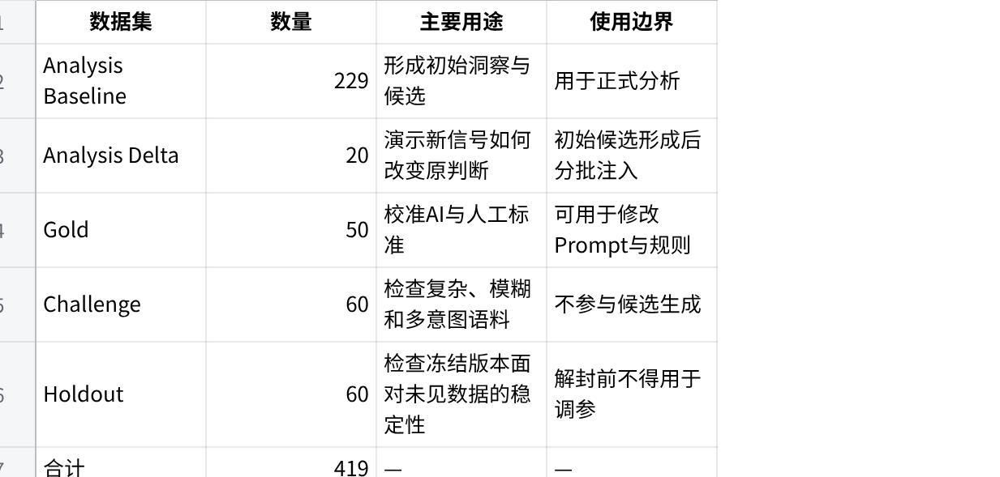 1 数据集 数量 主要用途 使用边界
2 Analysis Baseline 229 形成初始洞察与候选 用于正式分析
3 Analysis Delta 20 演示新信号如何改变原判断 初始候选形成后分批注入
4 Gold 50 校准AI与人工标准 可用于修改Prompt与规则
5 Challenge 60 检查复杂、模糊和多意图语料 不参与候选生成
6 Holdout 60 检查冻结版本面对未见数据的稳定性 解封前不得用于调参
7 合计 419 — —